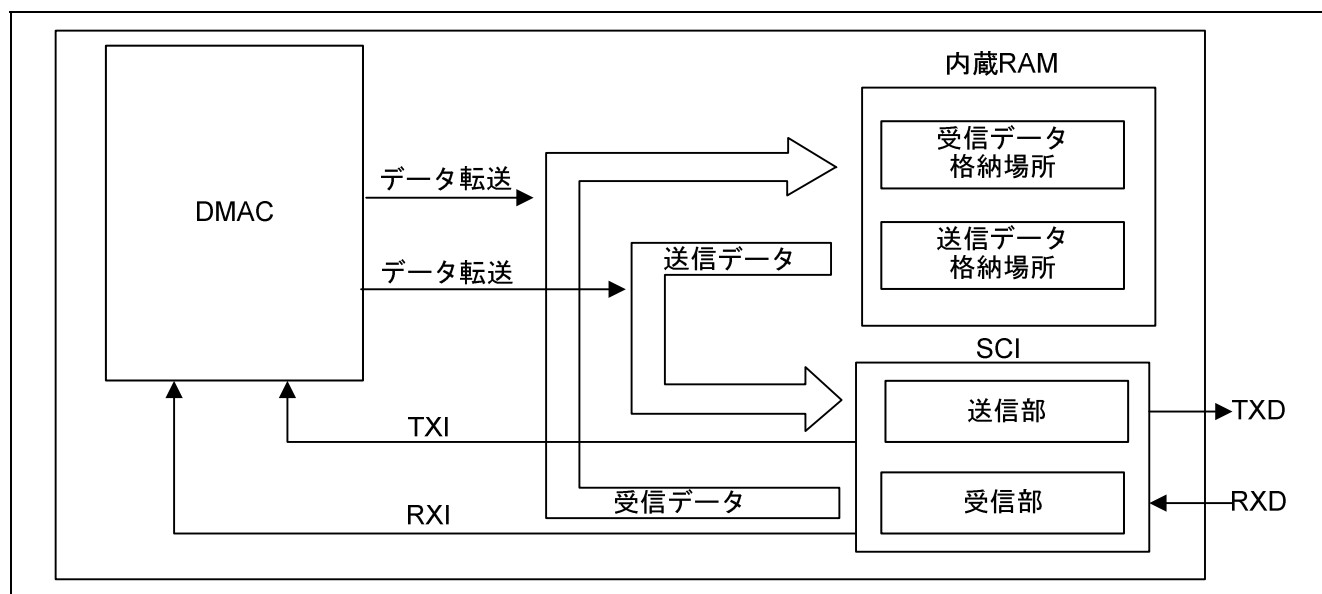 内蔵RAM
受信データ
格納場所
データ転送
DMAC
送信データ
格納場所
送信データ
データ転送
SCI
送信部
TXD
TXI
受信データ
受信部
RXD
RXI